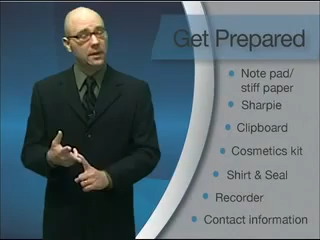 Get Prepared
Note pad/
stiff paper
Sharpie
Clipboard
Cosmetics kit
Shirt & Seal
Recorder
Contact information